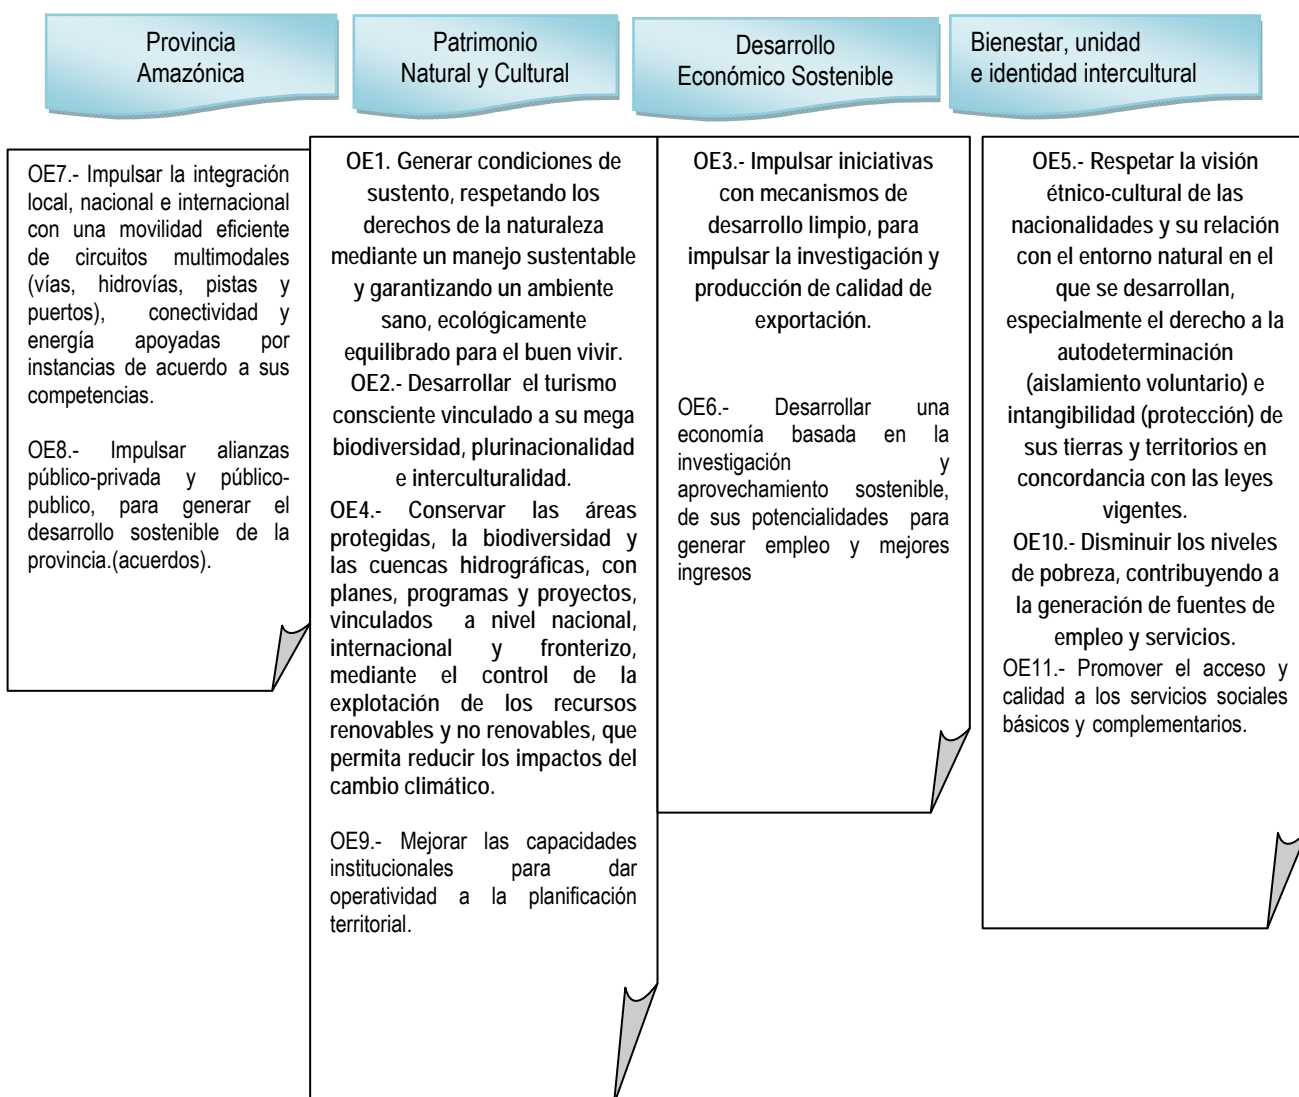 Provincia
Amazónica
Patrimonio
Natural y Cultural
Desarrollo
Económico Sostenible
Bienestar, unidad
e identidad intercultural
OE7.- Impulsar la integración
local, nacional e internacional
con una movilidad eficiente
de circuitos multimodales
(vías, hidrovías, pistas y
puertos), conectividad y
energía apoyadas por
instancias de acuerdo a sus
competencias.
OE8.- Impulsar alianzas
público-privada y público-
publico, para generar el
desarrollo sostenible de la
provincia.(acuerdos).
OE1. Generar condiciones de
sustento, respetando los
derechos de la naturaleza
mediante un manejo sustentable
y garantizando un ambiente
sano, ecológicamente
equilibrado para el buen vivir.
OE2.- Desarrollar el turismo
consciente vinculado a su mega
biodiversidad, plurinacionalidad
e interculturalidad.
OE4.- Conservar las áreas
protegidas, la biodiversidad y
las cuencas hidrográficas, con
planes, programas y proyectos,
vinculados a nivel nacional,
internacional y fronterizo,
mediante el control de la
explotación de los recursos
renovables y no renovables, que
permita reducir los impactos del
cambio climático.
OE9.- Mejorar las capacidades
institucionales para dar
operatividad a la planificación
territorial.
OE3.- Impulsar iniciativas
con mecanismos de
desarrollo limpio, para
impulsar la investigación y
producción de calidad de
exportación.
OE6.- Desarrollar una
economía basada en la
investigación y
aprovechamiento sostenible,
de sus potencialidades para
generar empleo y mejores
ingresos
OE5.- Respetar la visión
étnico-cultural de las
nacionalidades y su relación
con el entorno natural en el
que se desarrollan,
especialmente el derecho a la
autodeterminación
(aislamiento voluntario) e
intangibilidad (protección) de
sus tierras y territorios en
concordancia con las leyes
vigentes.
OE10.- Disminuir los niveles
de pobreza, contribuyendo a
la generación de fuentes de
empleo y servicios.
OE11.- Promover el acceso y
calidad a los servicios sociales
básicos y complementarios.